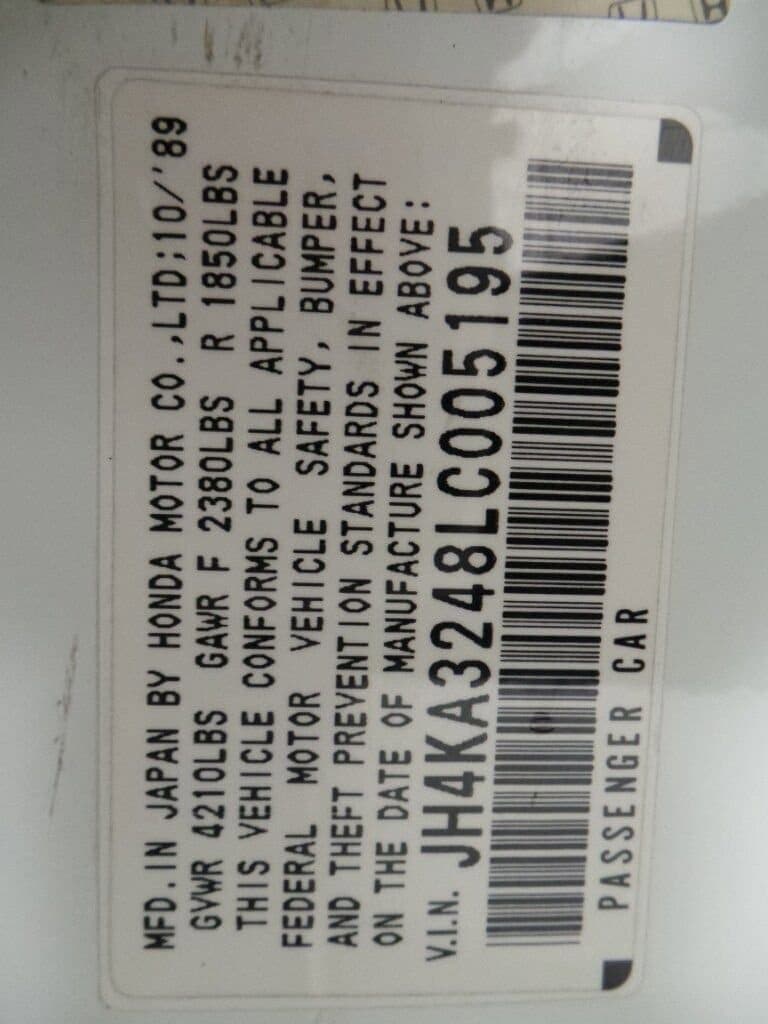 MFD.IN JAPAN BY HONDA MOTOR CO.,LTD;10/'89
GVWR 4210LBS GAWR F 2380LBS R 1850LBS
THIS VEHICLE CONFORMS TO ALL APPLICABLE
FEDERAL MOTOR VEHICLE SAFETY, BUMPER,
AND THEFT PREVENTION STANDARDS IN EFFECT
ON THE DATE OF MANUFACTURE SHOWN ABOVE:
V.I.N. JH4KA3248LC005195
PASSENGER CAR